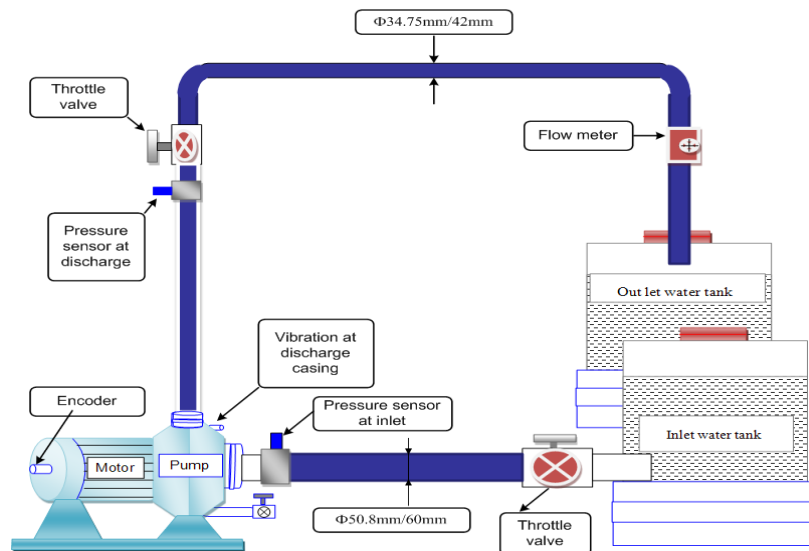 Φ34.75mm/42mm
Throttle
valve
Flow meter
Pressure
sensor at
discharge
Out let water tank
Vibration at
discharge
casing
Encoder
Pressure sensor
at inlet
Inlet water tank
Motor
Pump
Φ50.8mm/60mm
Throttle
valve